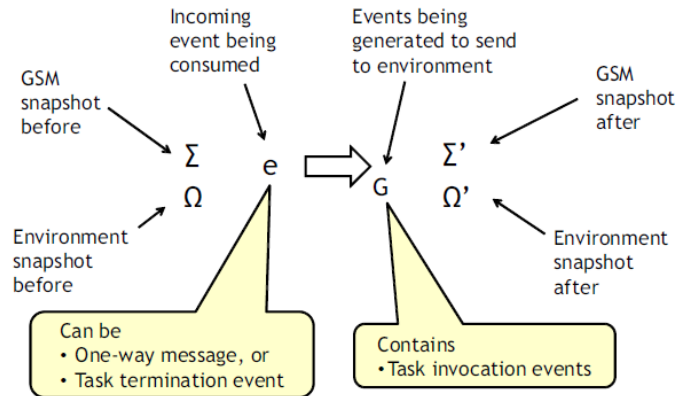 Incoming
event being
consumed
Events being
generated to send
to environment
GSM
snapshot
before
GSM
snapshot
after
Σ
e
G
Σ’
Ω
Ω’
Environment
snapshot
before
Environment
snapshot
after
Can be
• One-way message, or
• Task termination event
Contains
•Task invocation events